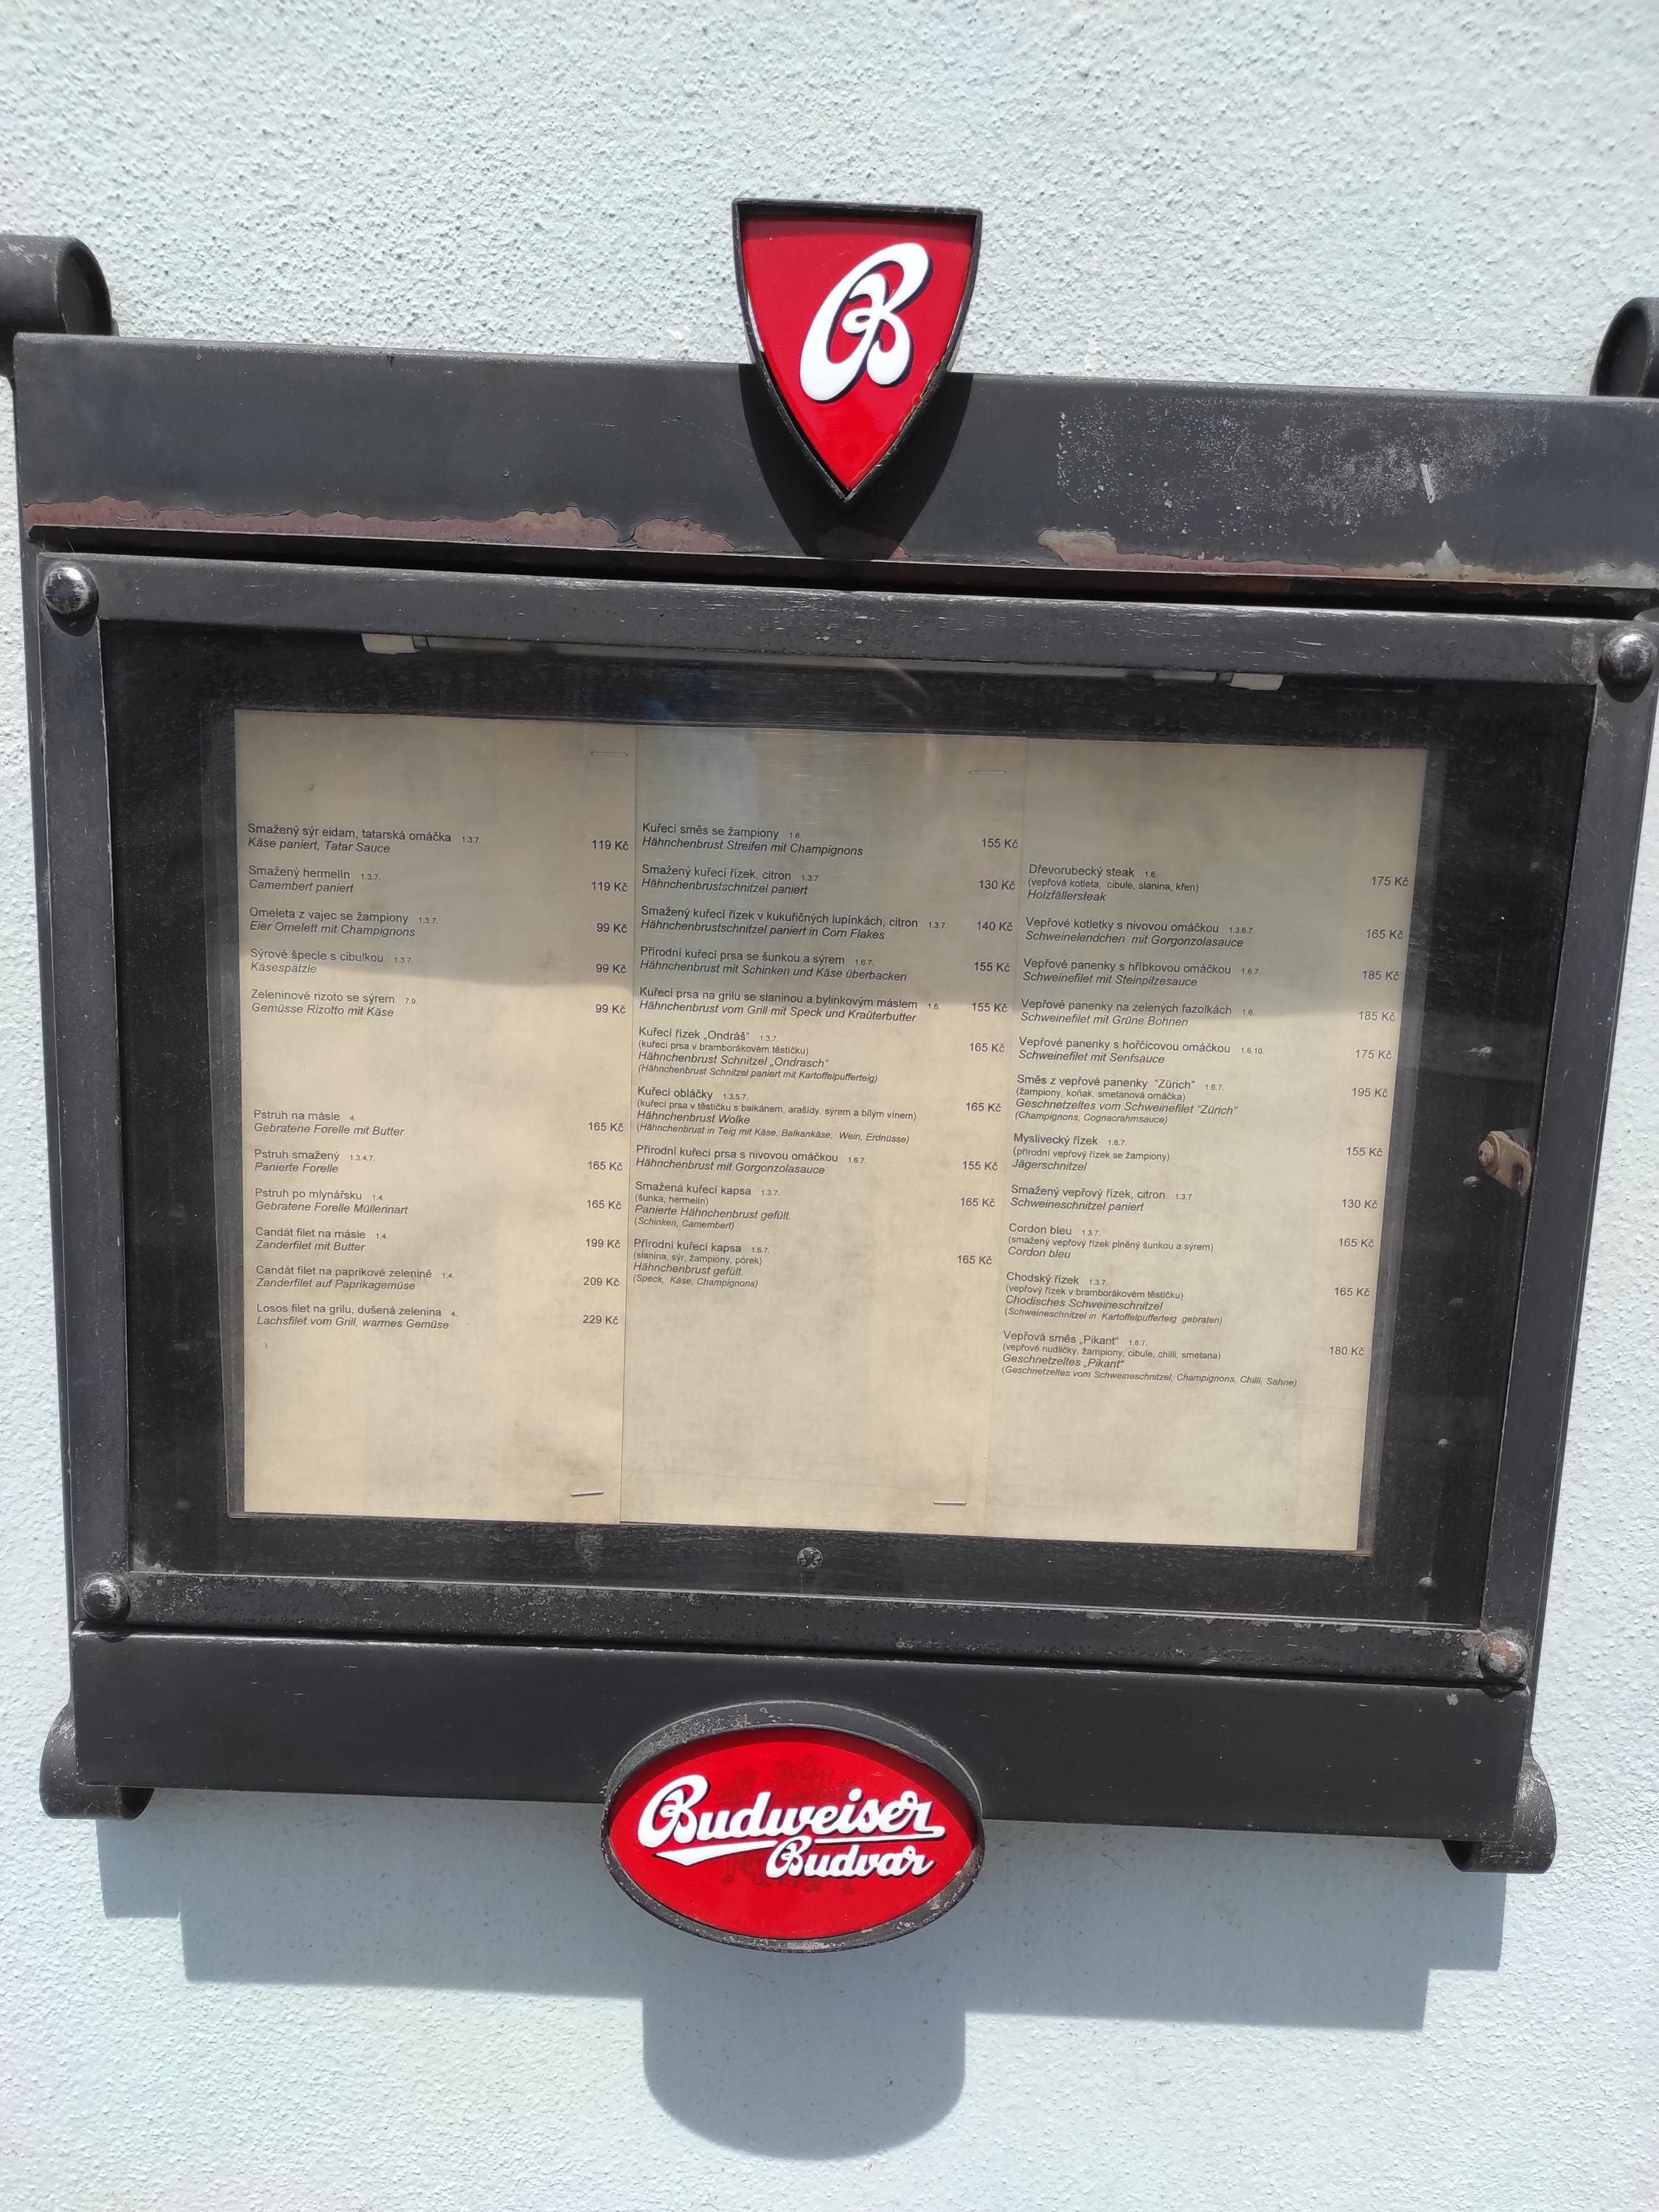 B
Smažený sýr eidam, tatarská omáčka 1.3.7. 119 Kč
Käse paniert, Tatar Sauce
Smažený hermelín 1.3.7.
Camembert paniert 119 Kč
Omeleta z vajec se žampiony 1.3.7.
Eier Omelett mit Champignons 99 Kč
Sýrové špecle s cibulkou 1.3.7.
Käsespätzle 99 Kč
Zeleninové rizoto se sýrem 7.9.
Gemüsse Rizotto mit Käse 99 Kč
Pstruh na másle 4.
Gebratene Forelle mit Butter 165 Kč
Pstruh smažený 1.3.4.7.
Panierte Forelle 165 Kč
Pstruh po mlynářsku 1.4.
Gebratene Forelle Müllerinart 165 Kč
Candát filet na másle 1.4.
Zanderfilet mit Butter 199 Kč
Candát filet na paprikové zelenině 1.4.
Zanderfilet auf Paprikagemüse 209 Kč
Losos filet na grilu, dušená zelenina 4.
Lachsfilet vom Grill, warmes Gemüse 229 Kč
Kuřecí směs se žampiony 1.6.
Hähnchenbrust Streifen mit Champignons 155 Kč
Smažený kuřecí řízek, citron 1.3.7
Hähnchenbrustschnitzel paniert 130 Kč
Smažený kuřecí řízek v kukuřičných lupínkách, citron 1.3.7 140 Kč
Hähnchenbrustschnitzel paniert in Corn Flakes
Přírodní kuřecí prsa se šunkou a sýrem 1.6.7. 155 Kč
Hähnchenbrust mit Schinken und Käse überbacken
Kuřecí prsa na grilu se slaninou a bylinkovým máslem 1.6. 155 Kč
Hähnchenbrust vom Grill mit Speck und Kraüterbutter
Kuřecí řízek „Ondráš" 1.3.7.
(kuřecí prsa v bramborákovém těstíčku) 165 Kč
Hähnchenbrust Schnitzel „Ondrasch"
(Hähnchenbrust Schnitzel paniert mit Kartoffelpufferteig)
Kuřecí obláčky 1.3.5.7.
(kuřecí prsa v těstíčku s balkánem, arašídy, sýrem a bílým vínem) 165 Kč
Hähnchenbrust Wolke
(Hähnchenbrust in Teig mit Käse, Balkankäse, Wein, Erdnüsse)
Přírodní kuřecí prsa s nivovou omáčkou 1.6.7.
Hähnchenbrust mit Gorgonzolasauce 155 Kč
Smažená kuřecí kapsa 1.3.7.
(šunka, hermelín) 165 Kč
Panierte Hähnchenbrust gefült.
(Schinken, Camembert)
Přírodní kuřecí kapsa 1.6.7.
(slanina, sýr, žampiony, pórek) 165 Kč
Hähnchenbrust gefült.
(Speck, Käse, Champignons)
Dřevorubecký steak 1.6.
(vepřová kotleta, cibule, slanina, křen) 175 Kč
Holzfällersteak
Vepřové kotletky s nivovou omáčkou 1.3.6.7. 165 Kč
Schweinelendchen mit Gorgonzolasauce
Vepřové panenky s hříbkovou omáčkou 1.6.7. 185 Kč
Schweinefilet mit Steinpilzesauce
Vepřové panenky na zelených fazolkách 1.6. 185 Kč
Schweinefilet mit Grüne Bohnen
Vepřové panenky s hořčicovou omáčkou 1.6.10. 175 Kč
Schweinefilet mit Senfsauce
Směs z vepřové panenky "Zürich" 1.6.7.
(žampiony, koňak, smetanová omáčka) 195 Kč
Geschnetzeltes vom Schweinefilet "Zürich"
(Champignons, Cognacrahmsauce)
Myslivecký řízek 1.6.7.
(přírodní vepřový řízek se žampiony) 155 Kč
Jägerschnitzel
Smažený vepřový řízek, citron 1.3.7
Schweineschnitzel paniert 130 Kč
Cordon bleu 1.3.7.
(smažený vepřový řízek plněný šunkou a sýrem) 165 Kč
Cordon bleu
Chodský řízek 1.3.7.
(vepřový řízek v bramborákovém těstíčku) 165 Kč
Chodisches Schweineschnitzel
(Schweineschnitzel in Kartoffelpufferteig gebraten)
Vepřová směs „Pikant" 1.6.7.
(vepřové nudličky, žampiony, cibule, chilli, smetana) 180 Kč
Geschnetzeltes „Pikant"
(Geschnetzeltes vom Schweineschnitzel, Champignons, Chilli, Sahne)
Budweiser
Budvar